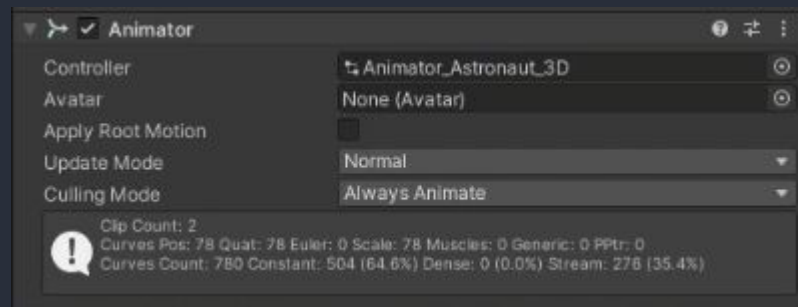 Animator
Controller Animator_Astronaut_3D
Avatar None (Avatar)
Apply Root Motion
Update Mode Normal
Culling Mode Always Animate
Clip Count: 2
Curves Pos: 78 Quat: 78 Euler: 0 Scale: 78 Muscles: 0 Generic: 0 PPtr: 0
Curves Count: 780 Constant: 504 (64.6%) Dense: 0 (0.0%) Stream: 276 (35.4%)